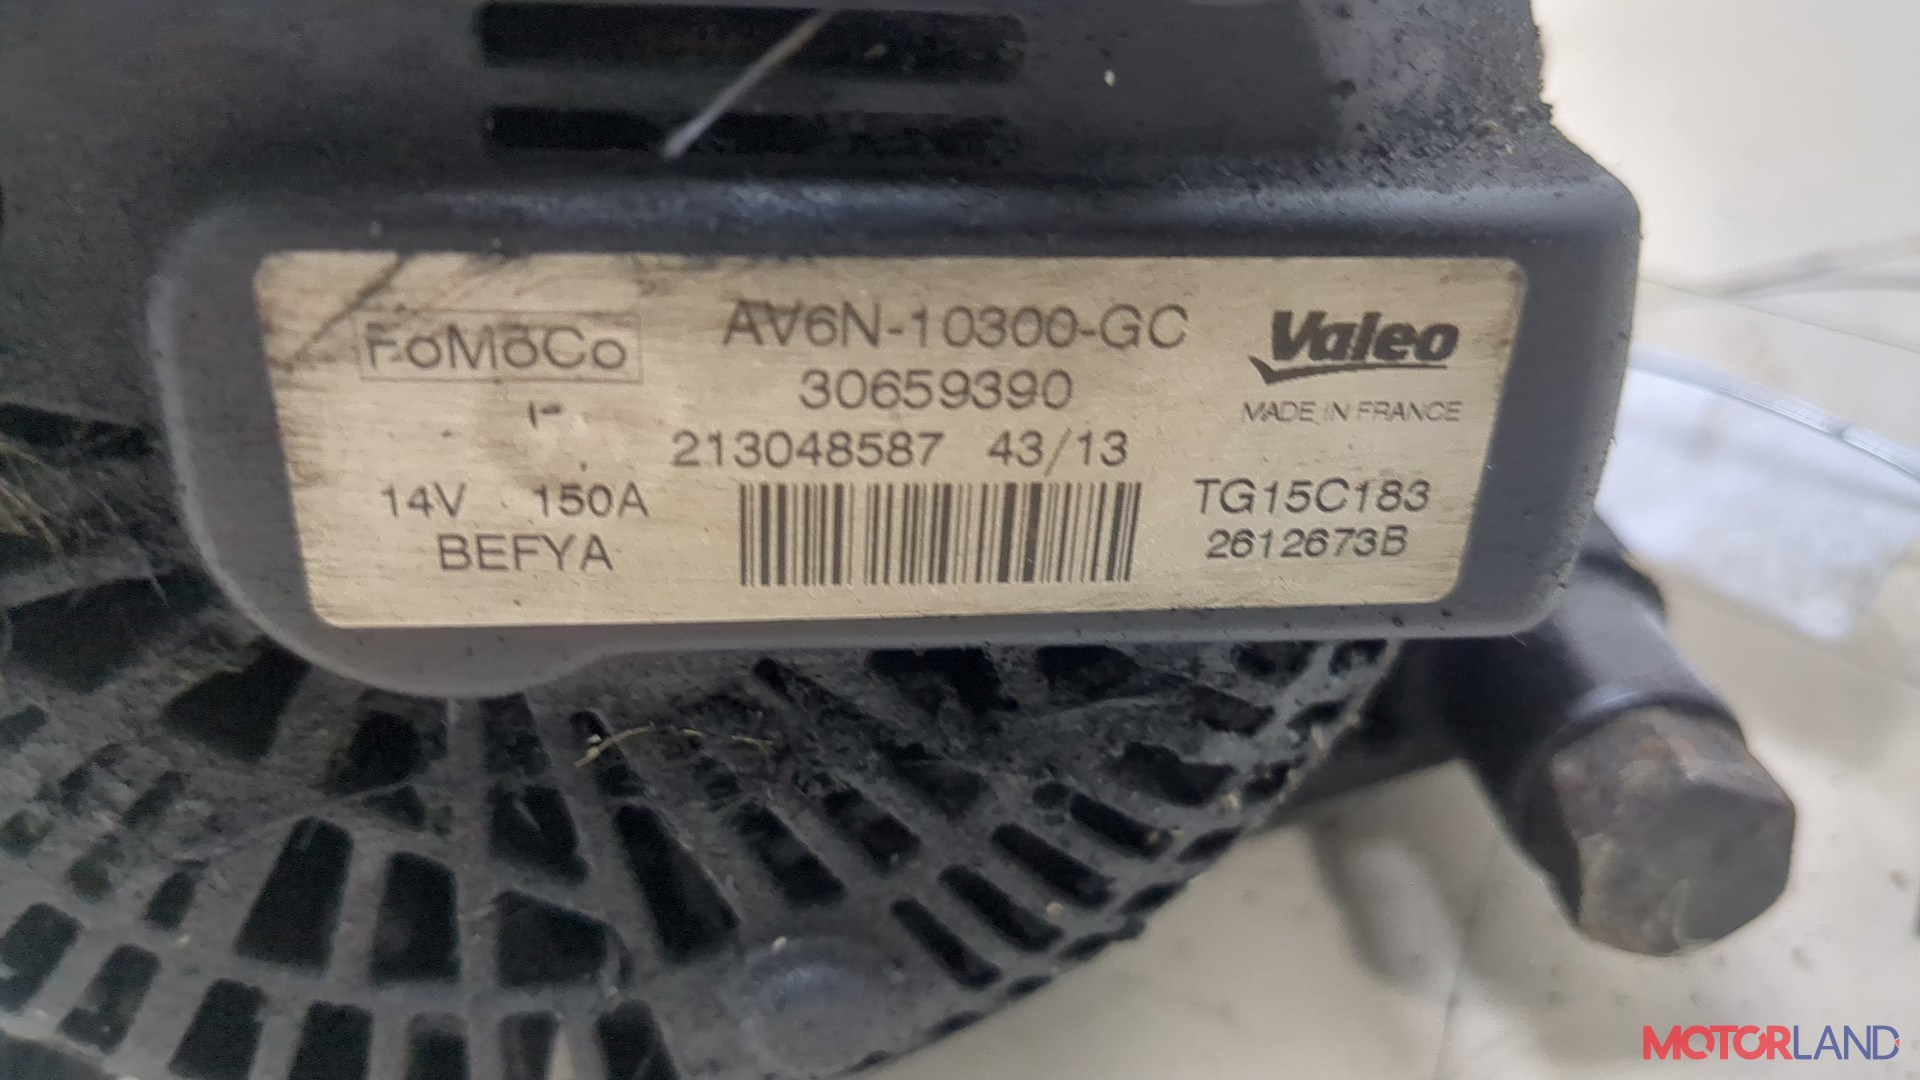 FoMoCo
AV6N-10300-GC
30659390
213048587 43/13
14V 150A
BEFYA
Valeo
MADE IN FRANCE
TG15C183
2612673B
MOTORLAND